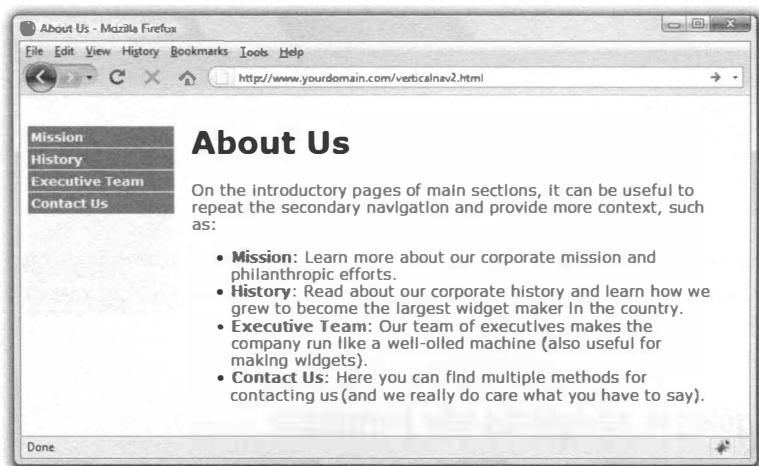 About Us - Mozilla Firefox
File Edit View History Bookmarks Tools Help
http://www.yourdomain.com/verticalnav2.html
Mission
History
Executive Team
Contact Us
About Us
On the introductory pages of main sections, it can be useful to
repeat the secondary navigation and provide more context, such
as:
• Mission: Learn more about our corporate mission and
philanthropic efforts.
• History: Read about our corporate history and learn how we
grew to become the largest widget maker in the country.
• Executive Team: Our team of executives makes the
company run like a well-oiled machine (also useful for
making widgets).
• Contact Us: Here you can find multiple methods for
contacting us (and we really do care what you have to say).
Done